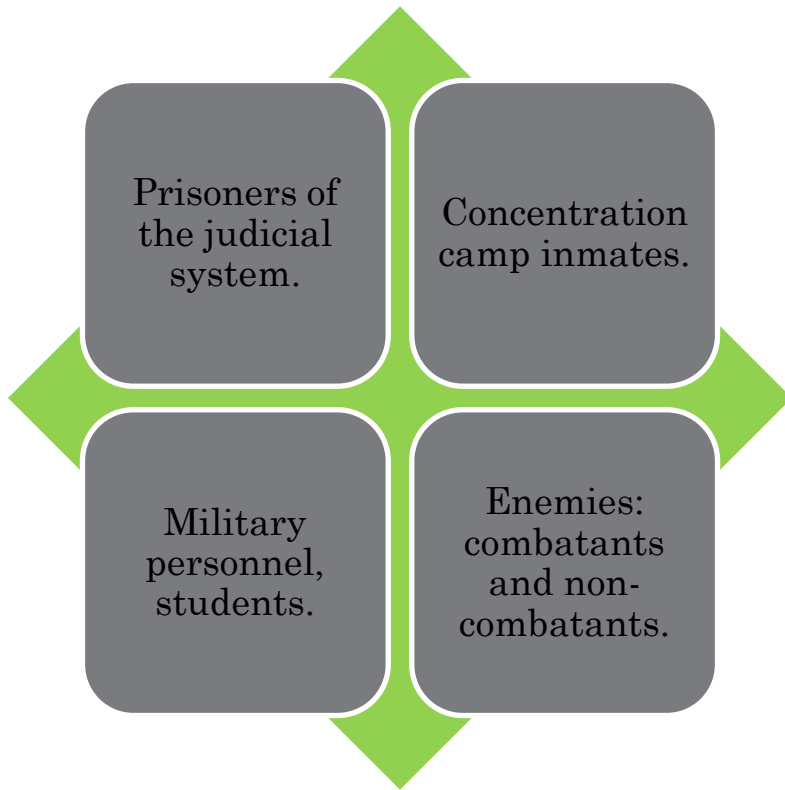 Prisoners of
the judicial
system.
Concentration
camp inmates.
Military
personnel,
students.
Enemies:
combatants
and non-
combatants.